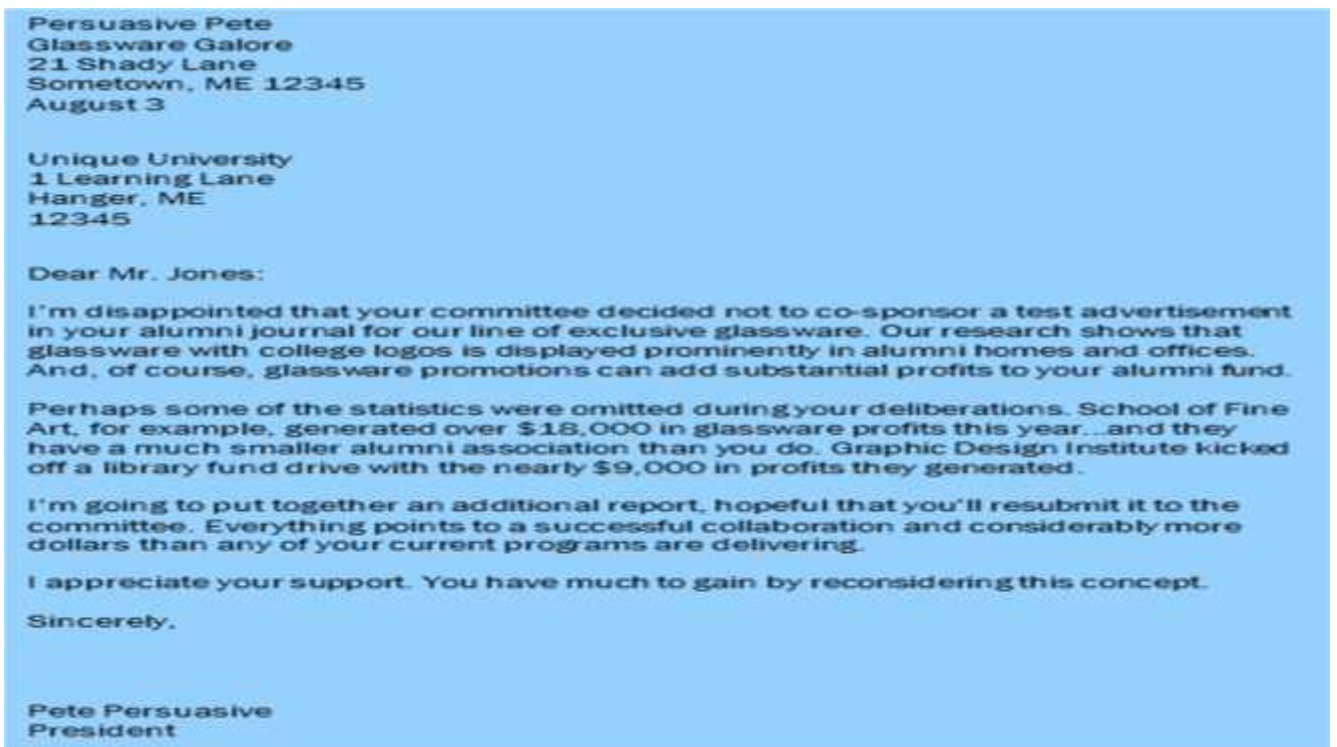 Persuasive Pete
Glassware Galore
21 Shady Lane
Sometown, ME 12345
August 3
Unique University
1 Learning Lane
Hanger, ME
12345
Dear Mr. Jones:
I'm disappointed that your committee decided not to co-sponsor a test advertisement
in your alumni journal for our line of exclusive glassware. Our research shows that
glassware with college logos is displayed prominently in alumni homes and offices.
And, of course, glassware promotions can add substantial profits to your alumni fund.
Perhaps some of the statistics were omitted during your deliberations. School of Fine
Art, for example, generated over $18,000 in glassware profits this year...and they
have a much smaller alumni association than you do. Graphic Design Institute kicked
off a library fund drive with the nearly $9,000 in profits they generated.
I'm going to put together an additional report, hopeful that you'll resubmit it to the
committee. Everything points to a successful collaboration and considerably more
dollars than any of your current programs are delivering.
I appreciate your support. You have much to gain by reconsidering this concept.
Sincerely,
Pete Persuasive
President